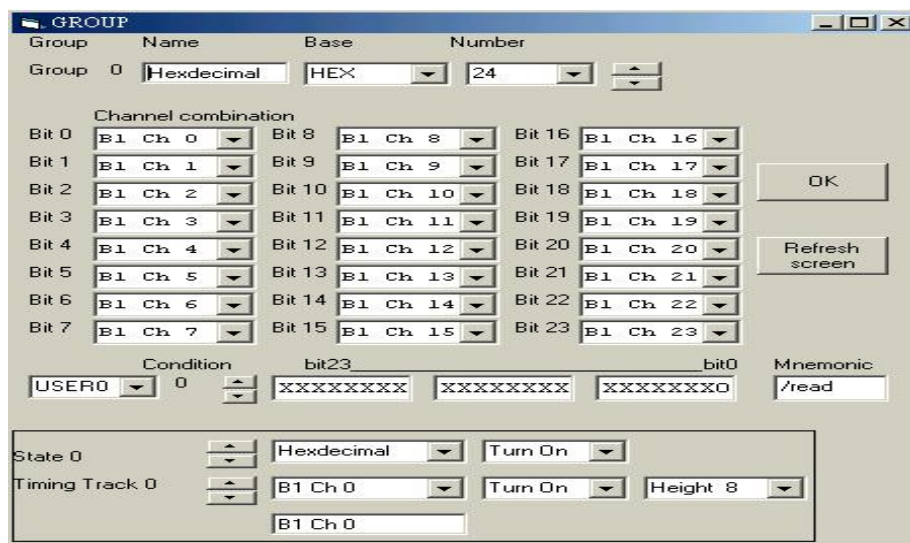 GROUP
Group Name Base Number
Group 0 Hexdecimal HEX 24
Channel combination
Bit 0 B1 Ch 0 Bit 8 B1 Ch 8 Bit 16 B1 Ch 16
Bit 1 B1 Ch 1 Bit 9 B1 Ch 9 Bit 17 B1 Ch 17
Bit 2 B1 Ch 2 Bit 10 B1 Ch 10 Bit 18 B1 Ch 18
OK
Bit 3 B1 Ch 3 Bit 11 B1 Ch 11 Bit 19 B1 Ch 19
Bit 4 B1 Ch 4 Bit 12 B1 Ch 12 Bit 20 B1 Ch 20
Refresh
screen
Bit 5 B1 Ch 5 Bit 13 B1 Ch 13 Bit 21 B1 Ch 21
Bit 6 B1 Ch 6 Bit 14 B1 Ch 14 Bit 22 B1 Ch 22
Bit 7 B1 Ch 7 Bit 15 B1 Ch 15 Bit 23 B1 Ch 23
Condition bit23 bit0 Mnemonic
USER0 0 XXXXXXXX XXXXXXXX XXXXXXX0 /read
State 0 Hexdecimal Turn On
Timing Track 0 B1 Ch 0 Turn On Height 8
B1 Ch 0